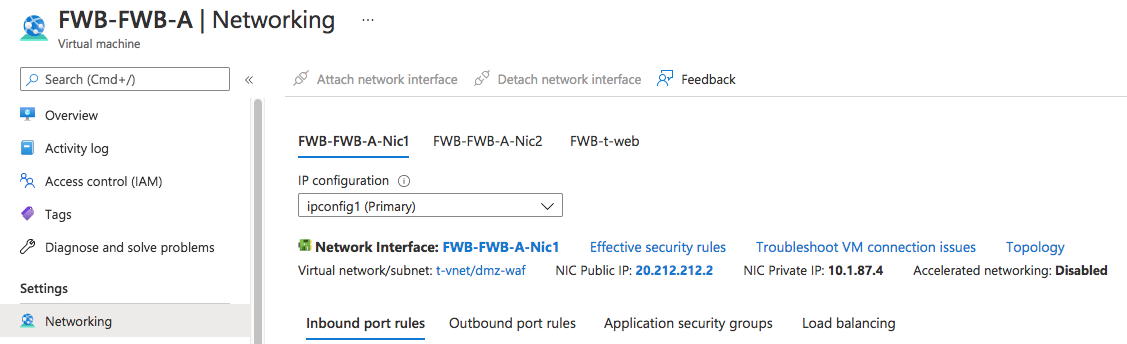 FWB-FWB-A | Networking ...
Virtual machine
Search (Cmd+/) «
Attach network interface Detach network interface Feedback
Overview
Activity log
Access control (IAM)
Tags
Diagnose and solve problems
Settings
Networking
FWB-FWB-A-Nic1 FWB-FWB-A-Nic2 FWB-t-web
IP configuration
ipconfig1 (Primary)
Network Interface: FWB-FWB-A-Nic1 Effective security rules Troubleshoot VM connection issues Topology
Virtual network/subnet: t-vnet/dmz-waf NIC Public IP: 20.212.212.2 NIC Private IP: 10.1.87.4 Accelerated networking: Disabled
Inbound port rules Outbound port rules Application security groups Load balancing